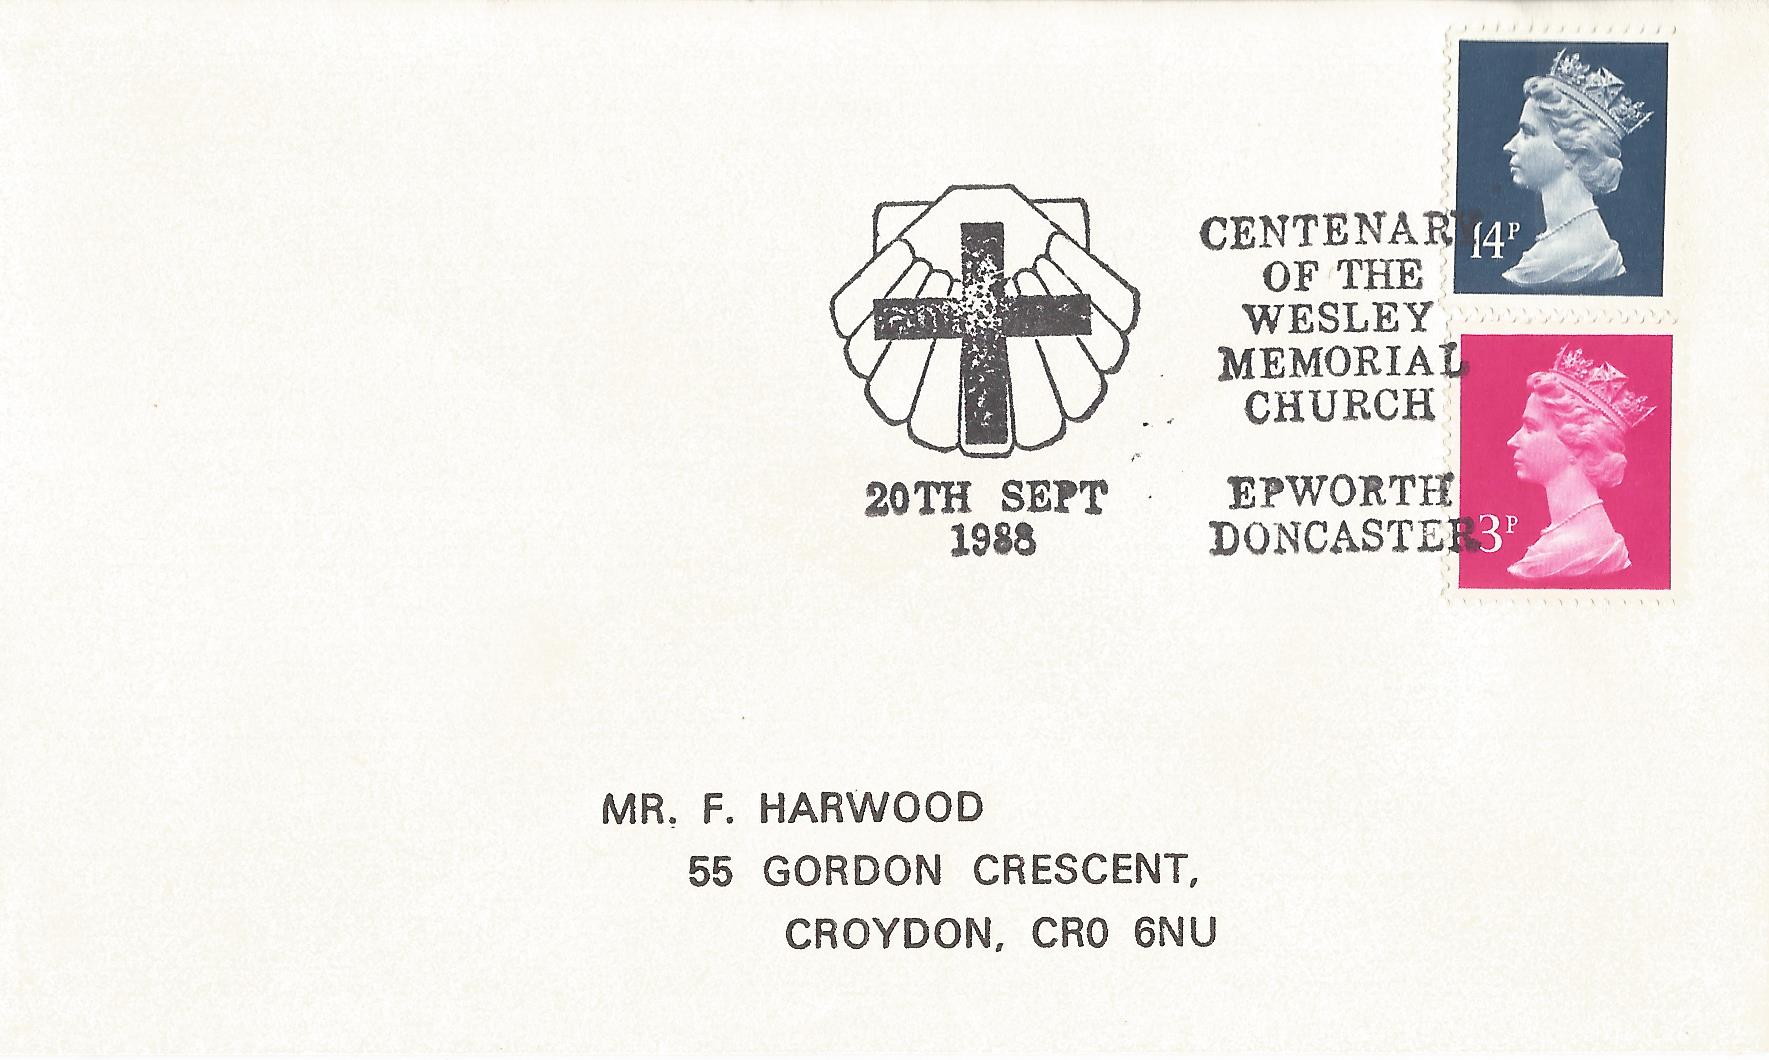 14P
CENTENARY
OF THE
WESLEY
MEMORIAL
CHURCH
EPWORTH
DONCASTER
20TH SEPT
1988
3P
MR. F. HARWOOD
55 GORDON CRESCENT,
CROYDON, CR0 6NU